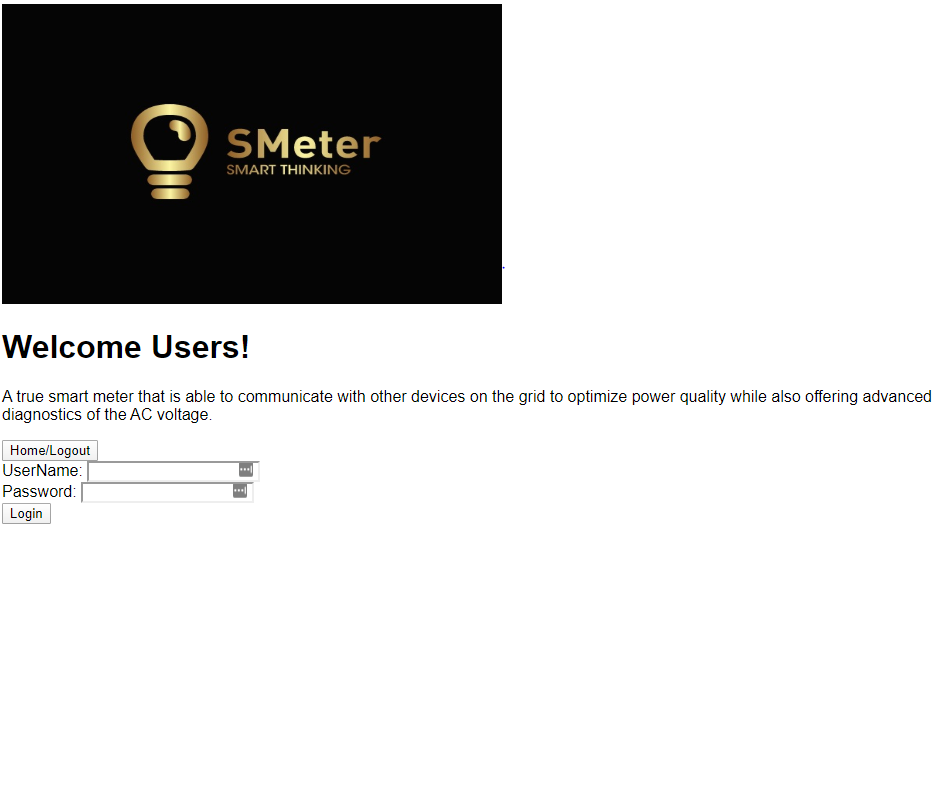 SMeter
SMART THINKING
.
Welcome Users!
A true smart meter that is able to communicate with other devices on the grid to optimize power quality while also offering advanced
diagnostics of the AC voltage.
Home/Logout
UserName:
Password:
Login